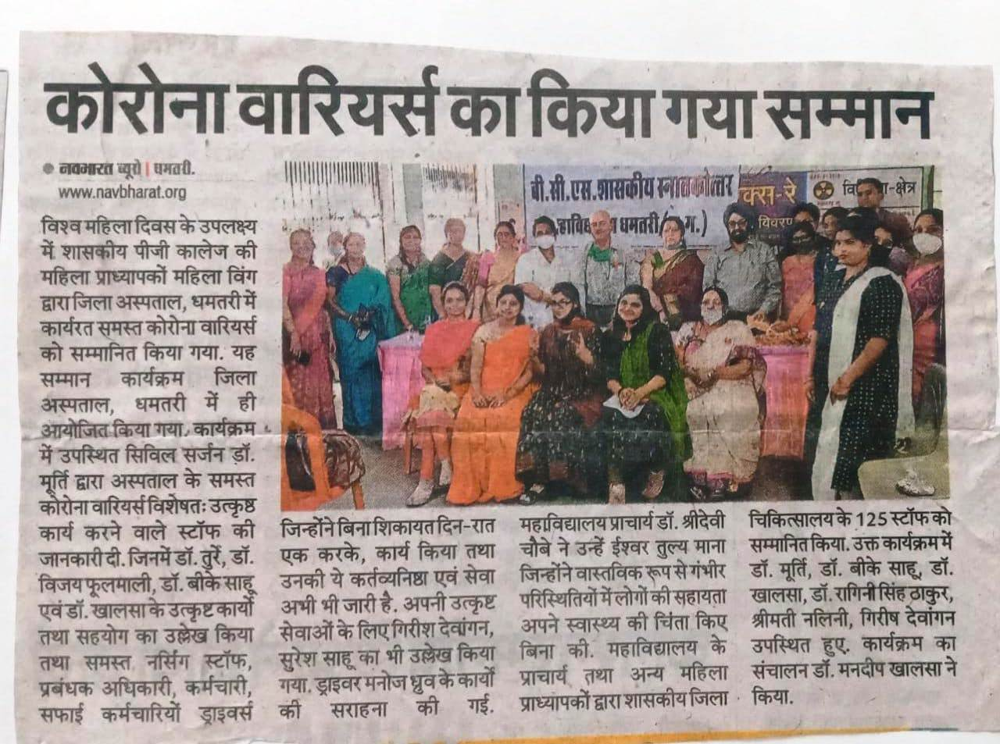 कोरोना वारियर्स का किया गया सम्मान
नवभारत ब्यूरो | धमतरी.
www.navbharat.org
विश्व महिला दिवस के उपलक्ष्य
में शासकीय पीजी कालेज की
महिला प्राध्यापकों महिला विंग
द्वारा जिला अस्पताल, धमतरी में
कार्यरत समस्त कोरोना वारियर्स
को सम्मानित किया गया. यह
सम्मान कार्यक्रम जिला
अस्पताल, धमतरी में ही
आयोजित किया गया. कार्यक्रम
में उपस्थित सिविल सर्जन डॉ.
मूर्ति द्वारा अस्पताल के समस्त
कोरोना वारियर्स विशेषतः उत्कृष्ठ
कार्य करने वाले स्टॉफ की
जानकारी दी. जिनमें डॉ. तुर्रे, डॉ.
विजय फूलमाली, डॉ. बीके साहू
एवं डॉ. खालसा के उत्कृष्ट कार्यो
तथा सहयोग का उल्लेख किया
तथा समस्त नर्सिंग स्टॉफ,
प्रबंधक अधिकारी, कर्मचारी,
सफाई कर्मचारियों ड्राइवर्स
बी.सी.एस.शासकीय स्नातकोत्तर
धमतरी
क्स-रे
विवरण
-क्षेत्र
जिन्होंने बिना शिकायत दिन-रात
एक करके, कार्य किया तथा
उनकी ये कर्तव्यनिष्ठा एवं सेवा
अभी भी जारी है. अपनी उत्कृष्ट
सेवाओं के लिए गिरीश देवांगन,
सुरेश साहू का भी उल्लेख किया
गया. ड्राइवर मनोज ध्रुव के कार्यो
की सराहना की गई.
महाविद्यालय प्राचार्य डॉ. श्रीदेवी
चौबे ने उन्हें ईश्वर तुल्य माना
जिन्होंने वास्तविक रूप से गंभीर
परिस्थितियों में लोगों की सहायता
अपने स्वास्थ्य की चिंता किए
बिना की. महाविद्यालय के
प्राचार्य तथा अन्य महिला
प्राध्यापकों द्वारा शासकीय जिला
चिकित्सालय के 125 स्टॉफ को
सम्मानित किया. उक्त कार्यक्रम में
डॉ. मूर्ति, डॉ. बीके साहू, डॉ.
खालसा, डॉ. रागिनी सिंह ठाकुर,
श्रीमती नलिनी, गिरीष देवांगन
उपस्थित हुए. कार्यक्रम का
संचालन डॉ. मनदीप खालसा ने
किया.